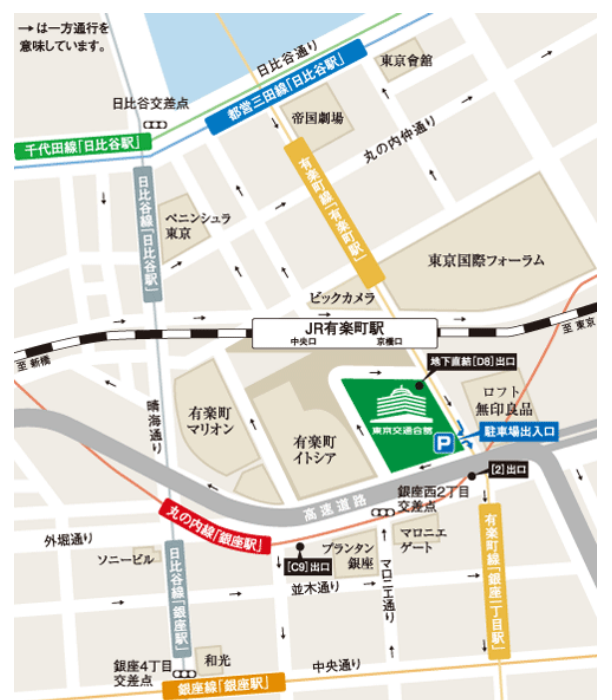 →は一方通行を
意味しています。
日比谷通り
東京會舘
都営三田線「日比谷駅」
日比谷交差点
帝国劇場
千代田線「日比谷駅」
丸の内仲通り
有楽町線「有楽町駅」
日比谷線「日比谷駅」
ペニンシュラ
東京
東京国際フォーラム
ビックカメラ
JR有楽町駅
中央口
京橋口
至 新橋
至 東京
地下直結[D8]出口
ロフト
無印良品
晴海通り
有楽町
マリオン
有楽町
イトシア
東京交通会館
P
駐車場出入口
[2]出口
高速道路
銀座西2丁目
交差点
丸の内線「銀座駅」
外堀通り
ソニービル
日比谷線「銀座駅」
[C9]出口
プランタン
銀座
マロニエ
ゲート
マロニエ通り
有楽町線「銀座一丁目駅」
並木通り
銀座4丁目
交差点
和光
中央通り
銀座線「銀座駅」